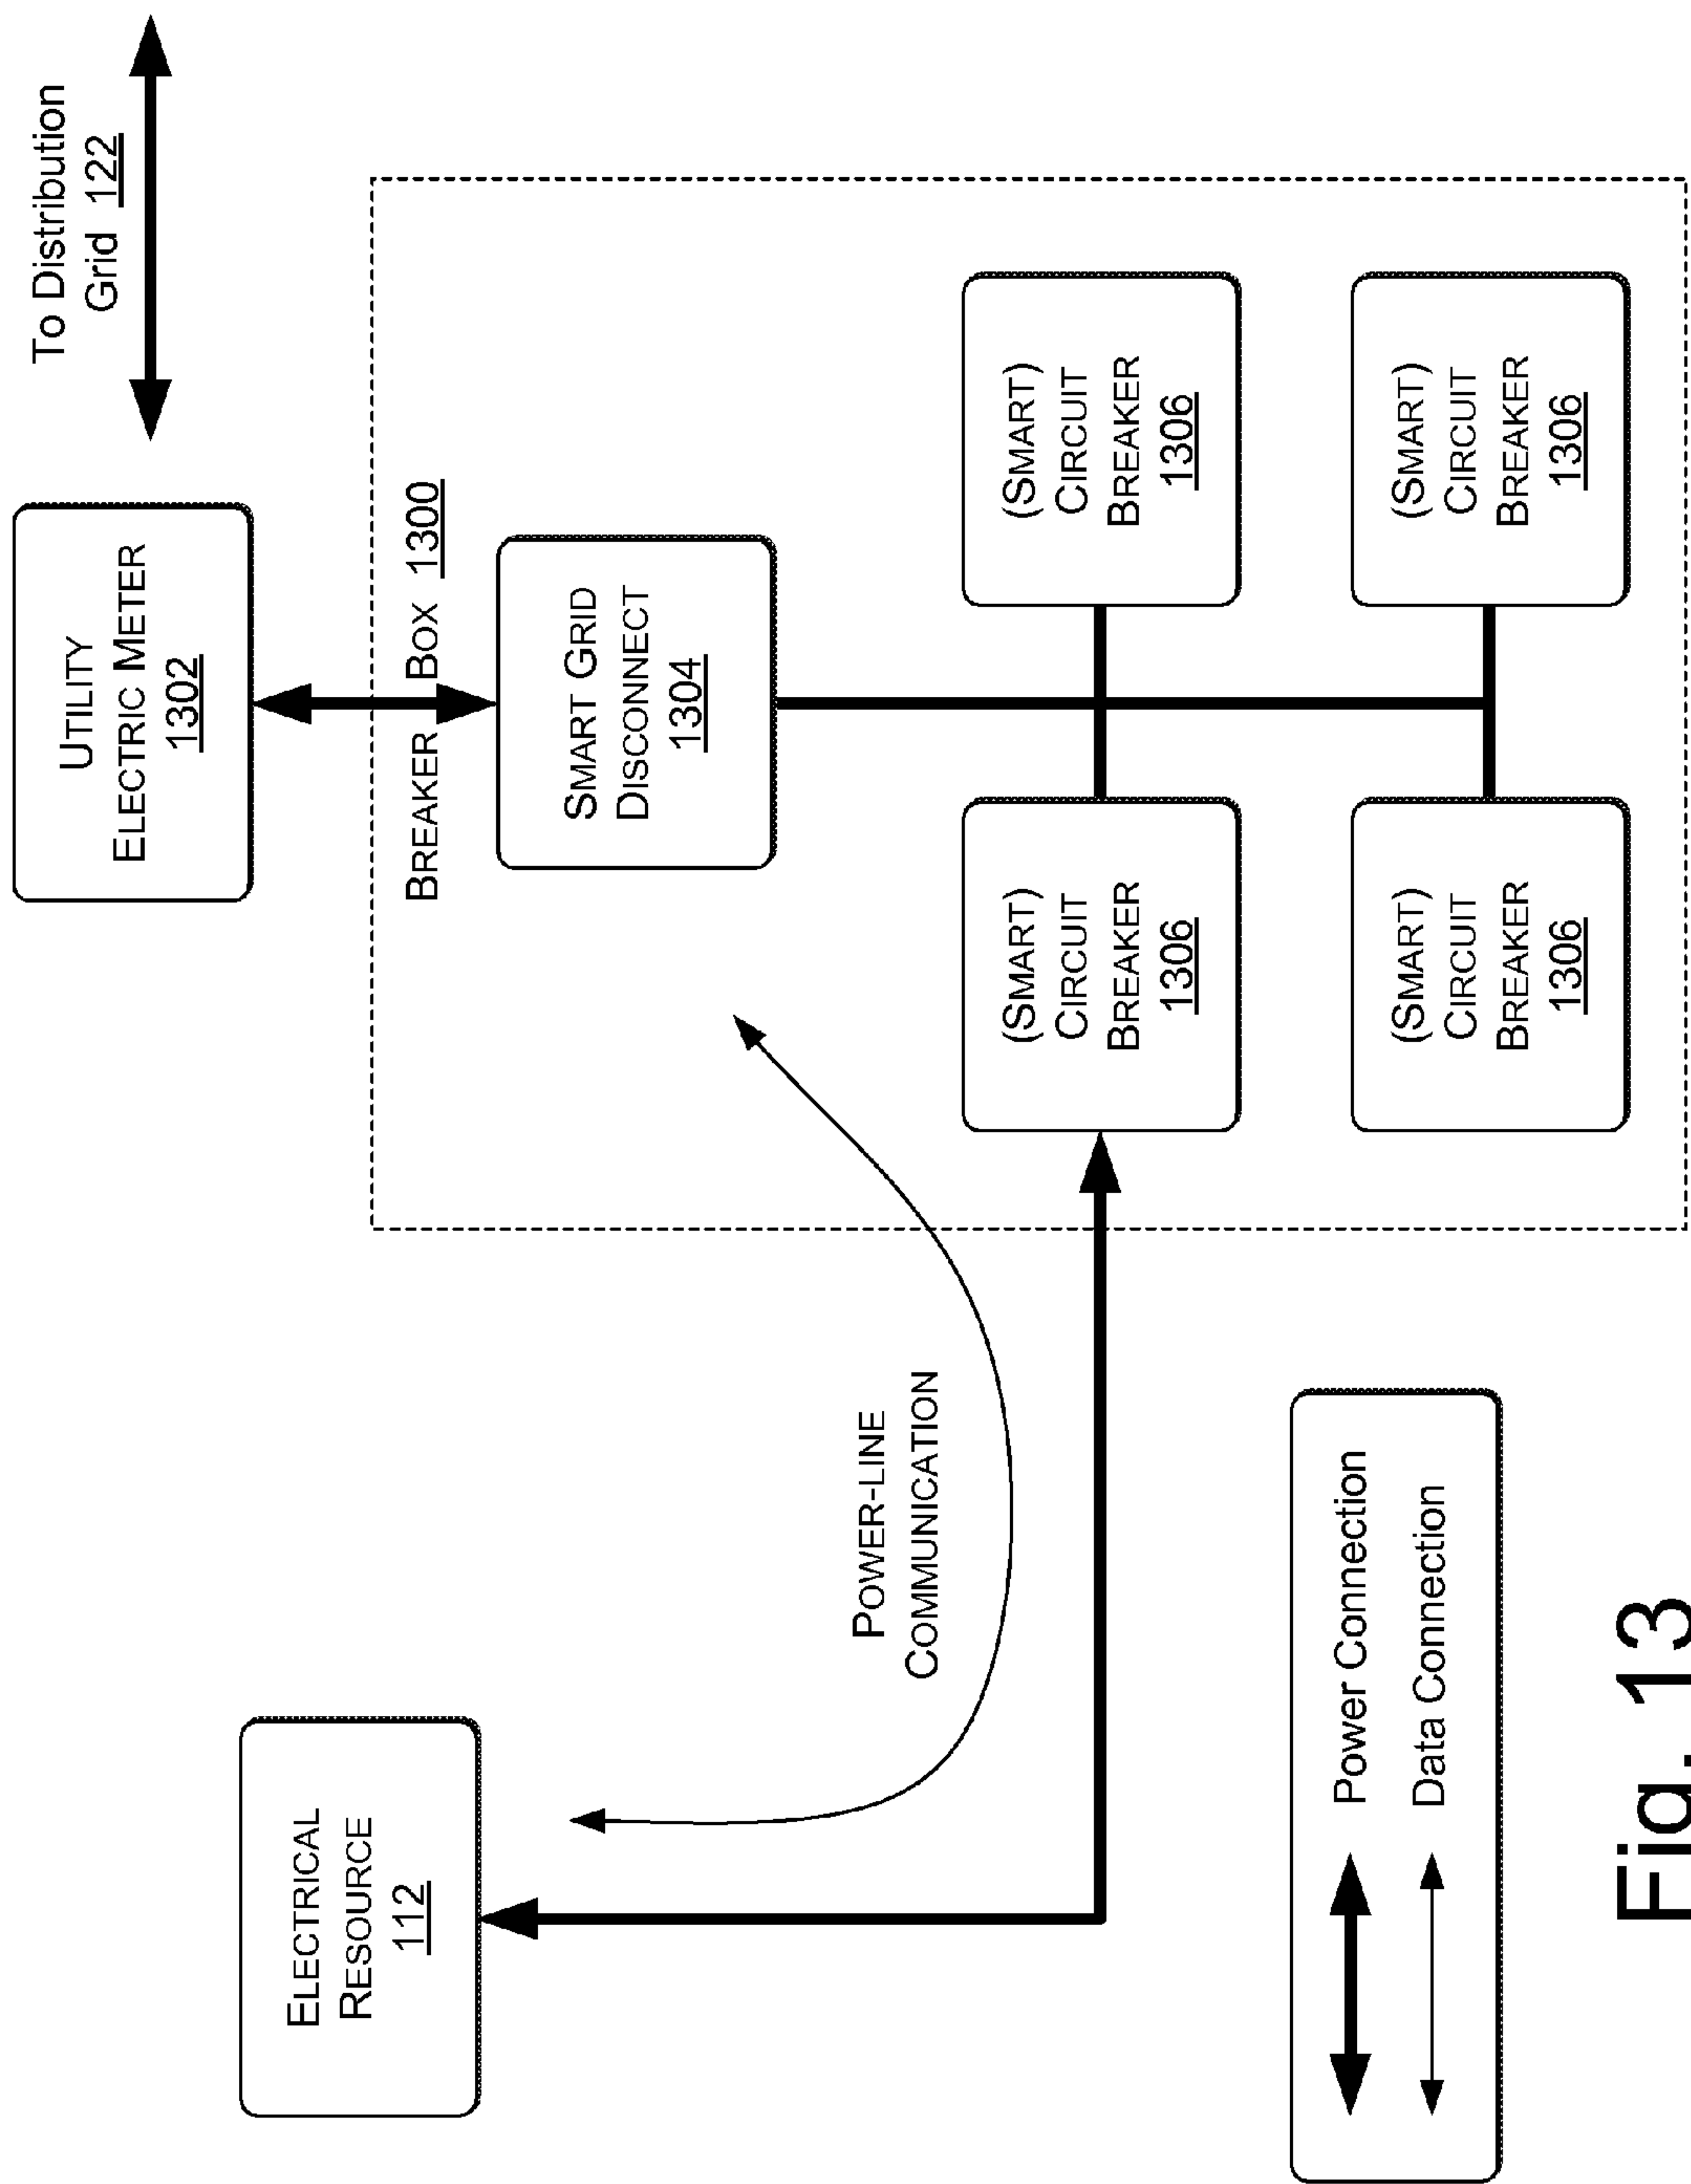 To Distribution
Grid 122
UTILITY
ELECTRIC METER
1302
BREAKER BOX 1300
SMART GRID
DISCONNECT
1304
ELECTRICAL
RESOURCE
112
POWER-LINE
COMMUNICATION
(SMART)
CIRCUIT
BREAKER
1306
(SMART)
CIRCUIT
BREAKER
1306
(SMART)
CIRCUIT
BREAKER
1306
(SMART)
CIRCUIT
BREAKER
1306
Power Connection
Data Connection
Fig. 13